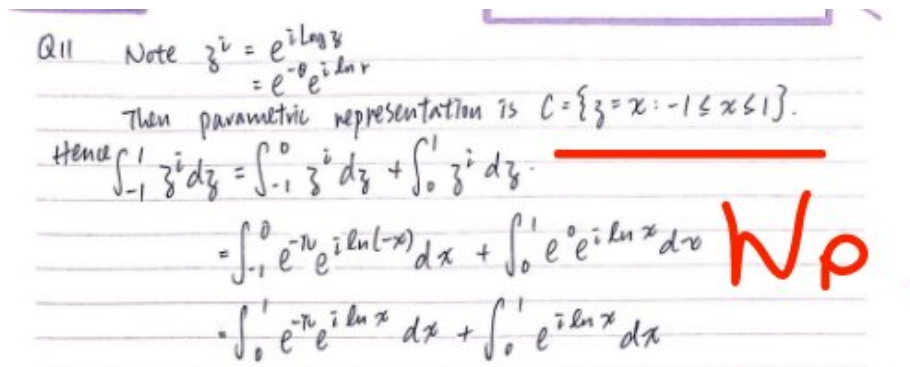 Q11 Note z^i = e^{i Log z}
= e^{-θ} e^{i ln r}
Then parametric representation is C = {z = x : -1 ≤ x ≤ 1}.
Hence ∫_{-1}^{1} z^i dz = ∫_{-1}^{0} z^i dz + ∫_{0}^{1} z^i dz.
= ∫_{-1}^{0} e^{-π} e^{i ln(-x)} dx + ∫_{0}^{1} e^0 e^{i ln x} dx
No
= ∫_{0}^{1} e^{-π} e^{i ln x} dx + ∫_{0}^{1} e^{i ln x} dx